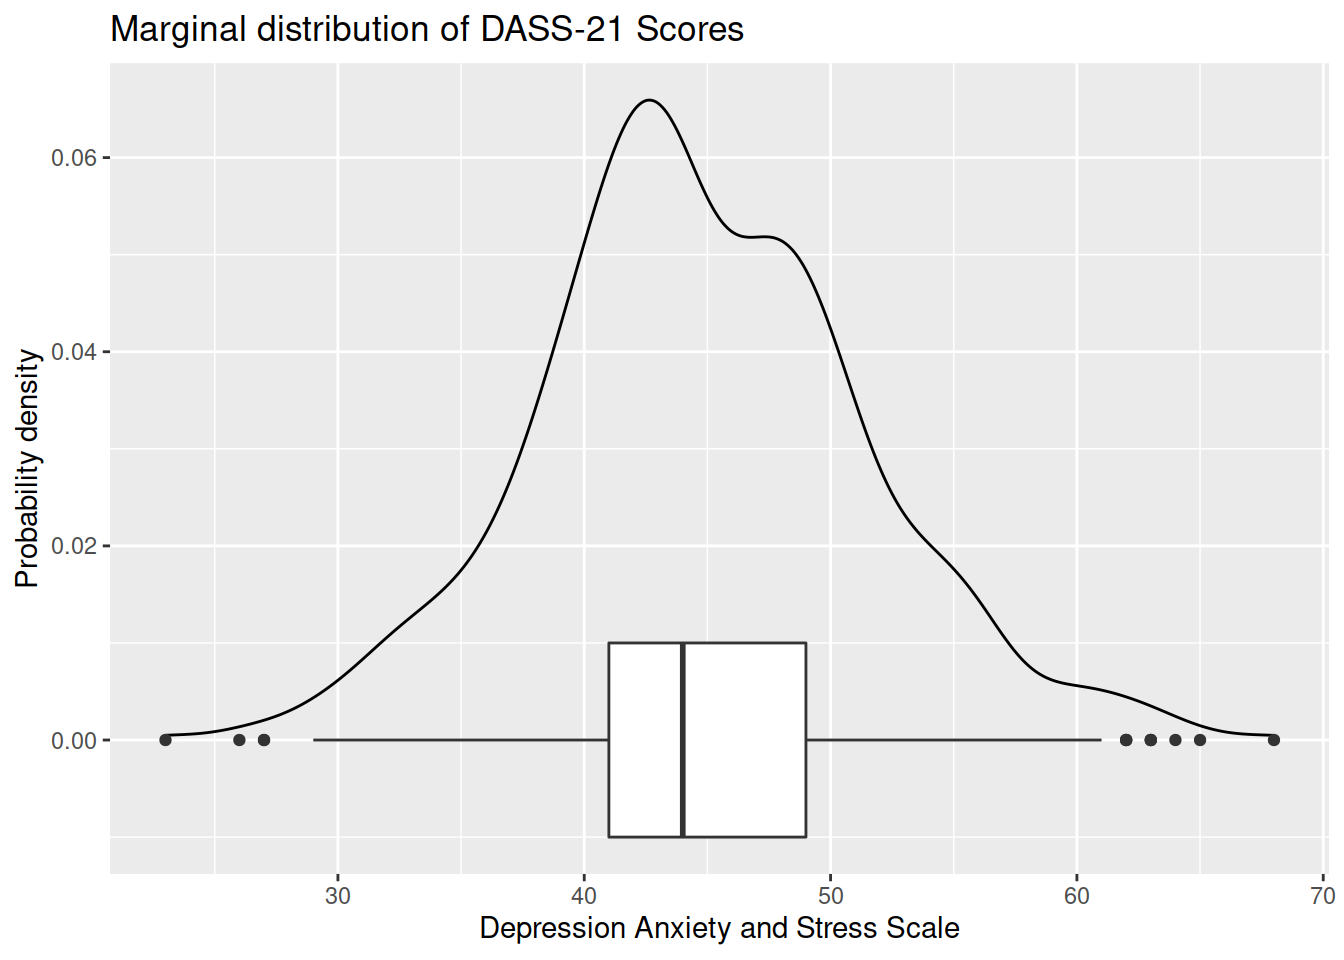 Marginal distribution of DASS-21 Scores
Probability density
0.06
0.04
0.02
0.00
30 40 50 60 70
Depression Anxiety and Stress Scale